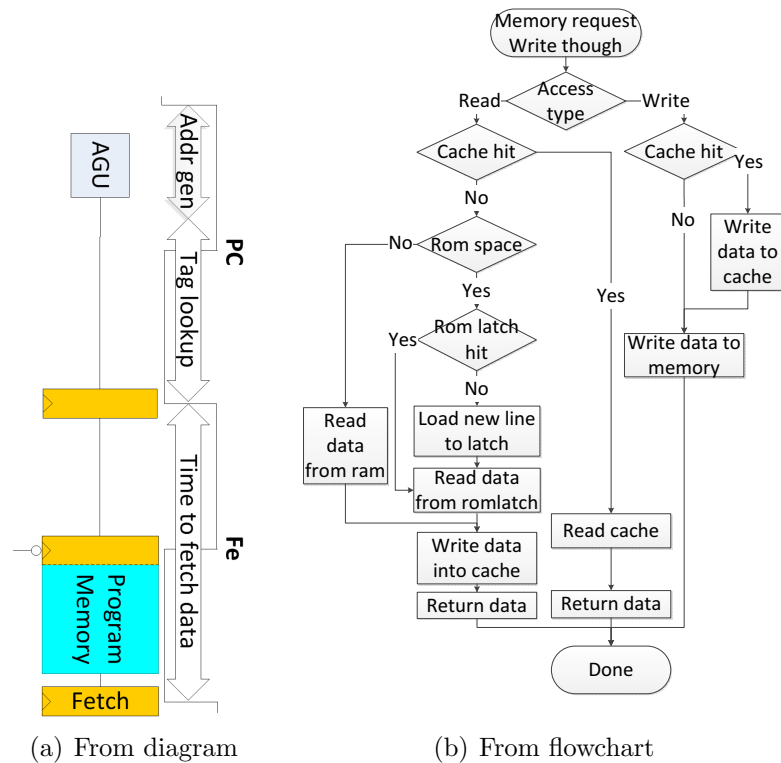 AGU
Addr gen
PC
Tag lookup
Time to fetch data
Fe
Program
Memory
Fetch
(a) From diagram
Memory request
Write though
Access
type
Read
Write
Cache hit
Cache hit
Yes
No
No
Write
data to
cache
No
Rom space
Yes
Yes
Rom latch
hit
Yes
Write data to
memory
No
Read
data
from ram
Load new line
to latch
Read data
from romlatch
Read cache
Write data
into cache
Return data
Return data
Done
(b) From flowchart